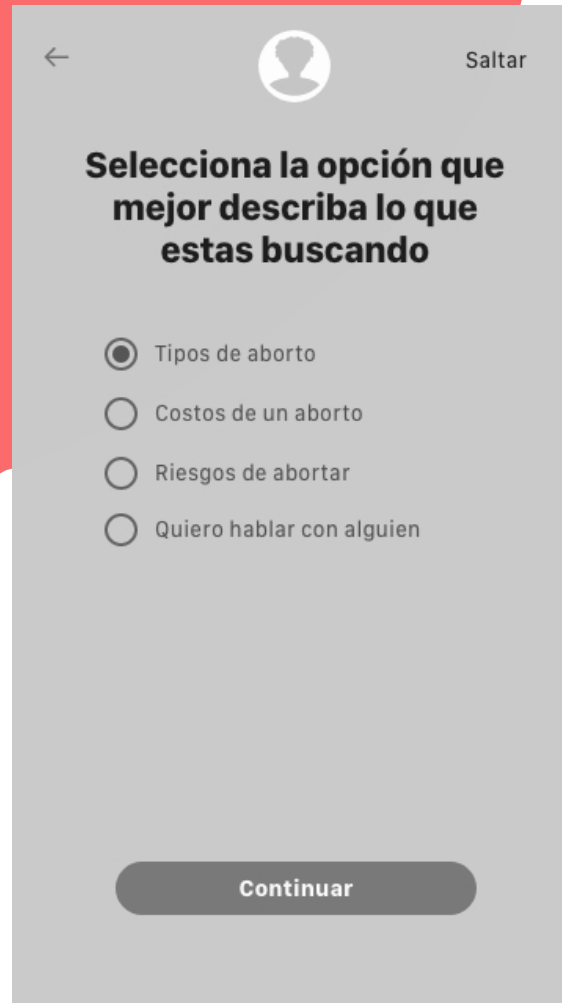 Saltar
Selecciona la opción que
mejor describa lo que
estas buscando
Tipos de aborto
Costos de un aborto
Riesgos de abortar
Quiero hablar con alguien
Continuar